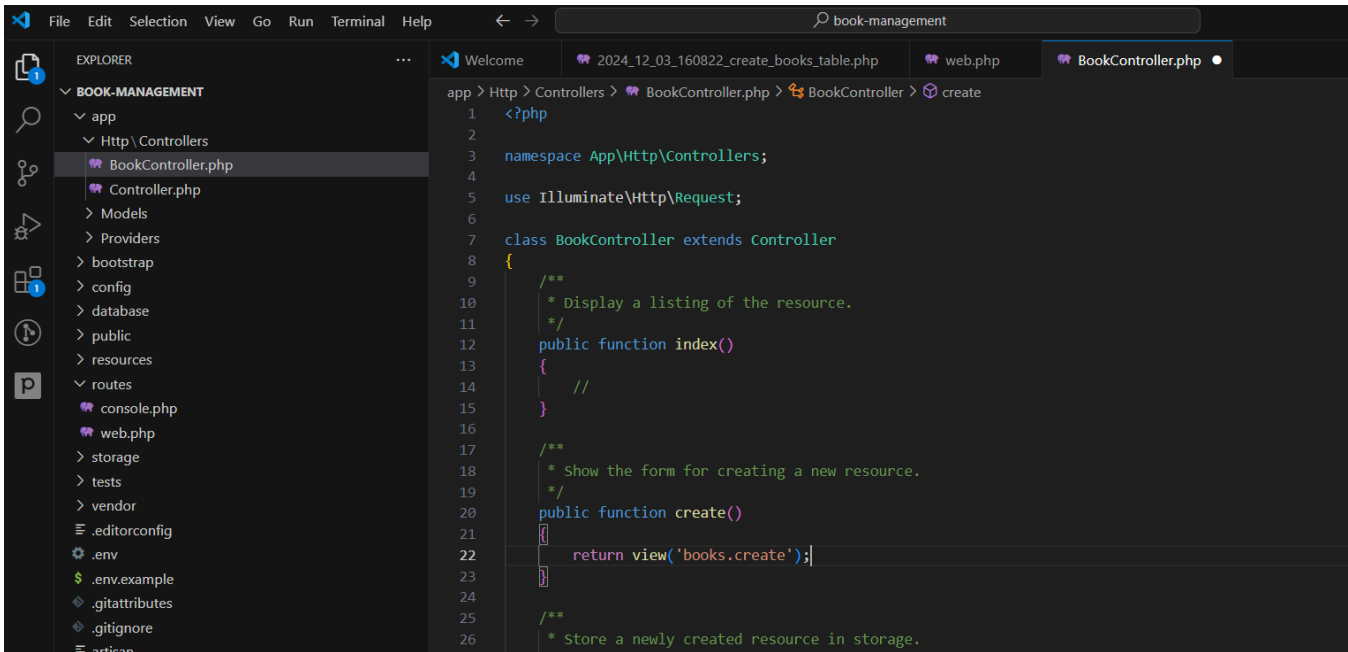 File Edit Selection View Go Run Terminal Help
book-management
EXPLORER
BOOK-MANAGEMENT
app
Http\Controllers
BookController.php
Controller.php
Models
Providers
bootstrap
config
database
public
resources
routes
console.php
web.php
storage
tests
vendor
.editorconfig
.env
.env.example
.gitattributes
.gitignore
artisan
1
1
Welcome 2024_12_03_160822_create_books_table.php web.php BookController.php
app > Http > Controllers > BookController.php > BookController > create
1 <?php
2
3 namespace App\Http\Controllers;
4
5 use Illuminate\Http\Request;
6
7 class BookController extends Controller
8 {
9 /**
10 * Display a listing of the resource.
11 */
12 public function index()
13 {
14 //
15 }
16
17 /**
18 * Show the form for creating a new resource.
19 */
20 public function create()
21 {
22 return view('books.create');
23 }
24
25 /**
26 * Store a newly created resource in storage.